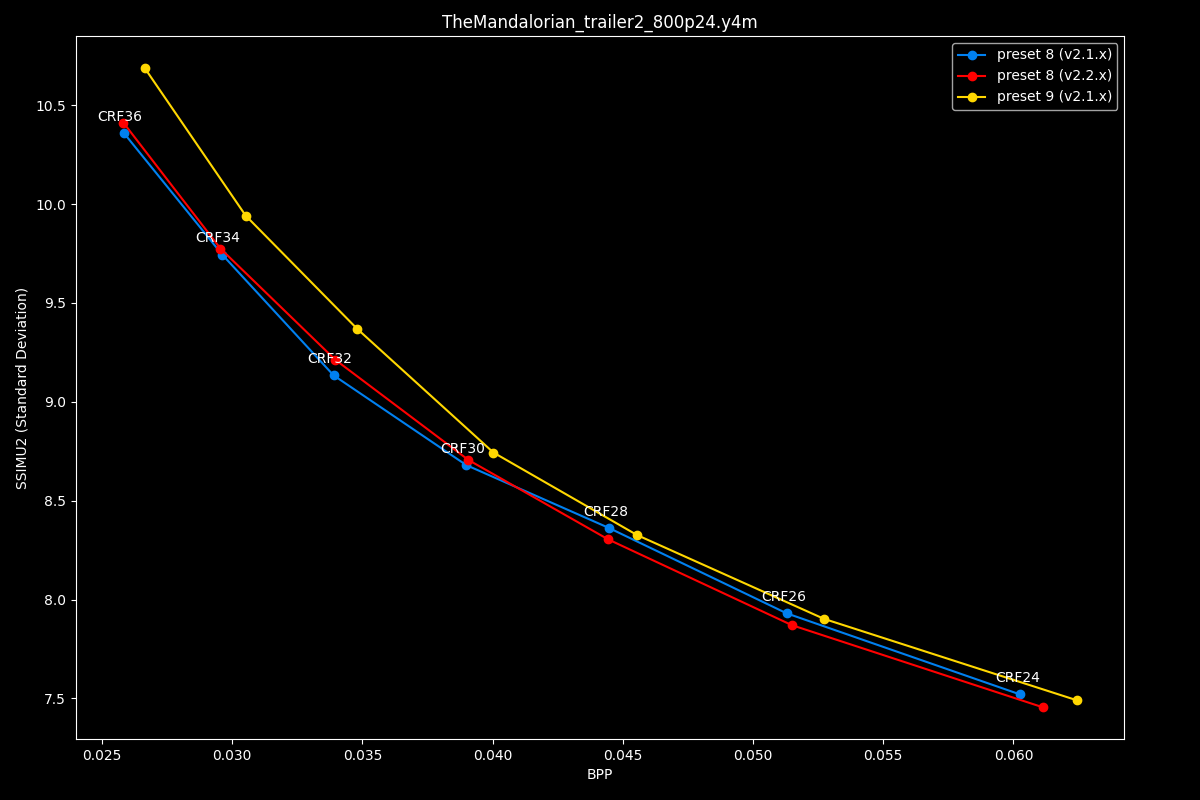 TheMandalorian_trailer2_800p24.y4m
preset 8 (v2.1.x)
preset 8 (v2.2.x)
preset 9 (v2.1.x)
SSIMU2 (Standard Deviation)
10.5
10.0
9.5
9.0
8.5
8.0
7.5
CRF36
CRF34
CRF32
CRF30
CRF28
CRF26
CRF24
0.025
0.030
0.035
0.040
0.045
0.050
0.055
0.060
BPP